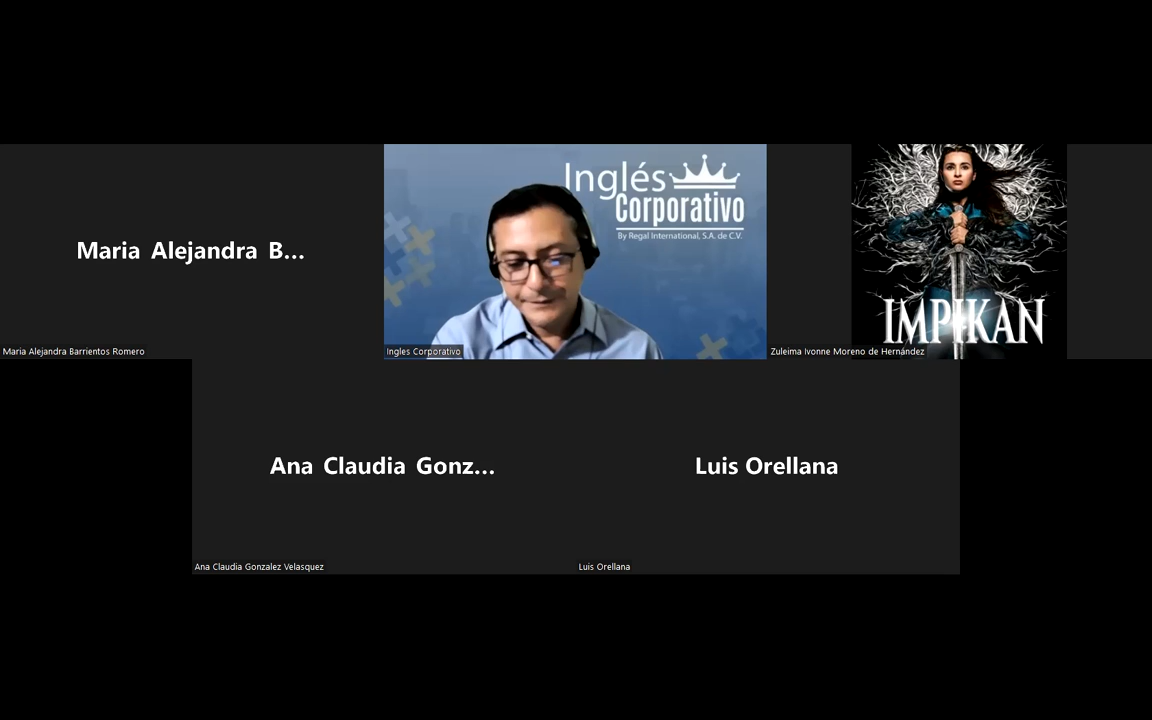 Maria Alejandra B...
Maria Alejandra Barrientos Romero
Inglés
Corporativo
By Regal International, S.A. de C.V.
Ingles Corporativo
IMPIKAN
Zuleima Ivonne Moreno de Hernández
Ana Claudia Gonz...
Ana Claudia Gonzalez Velasquez
Luis Orellana
Luis Orellana